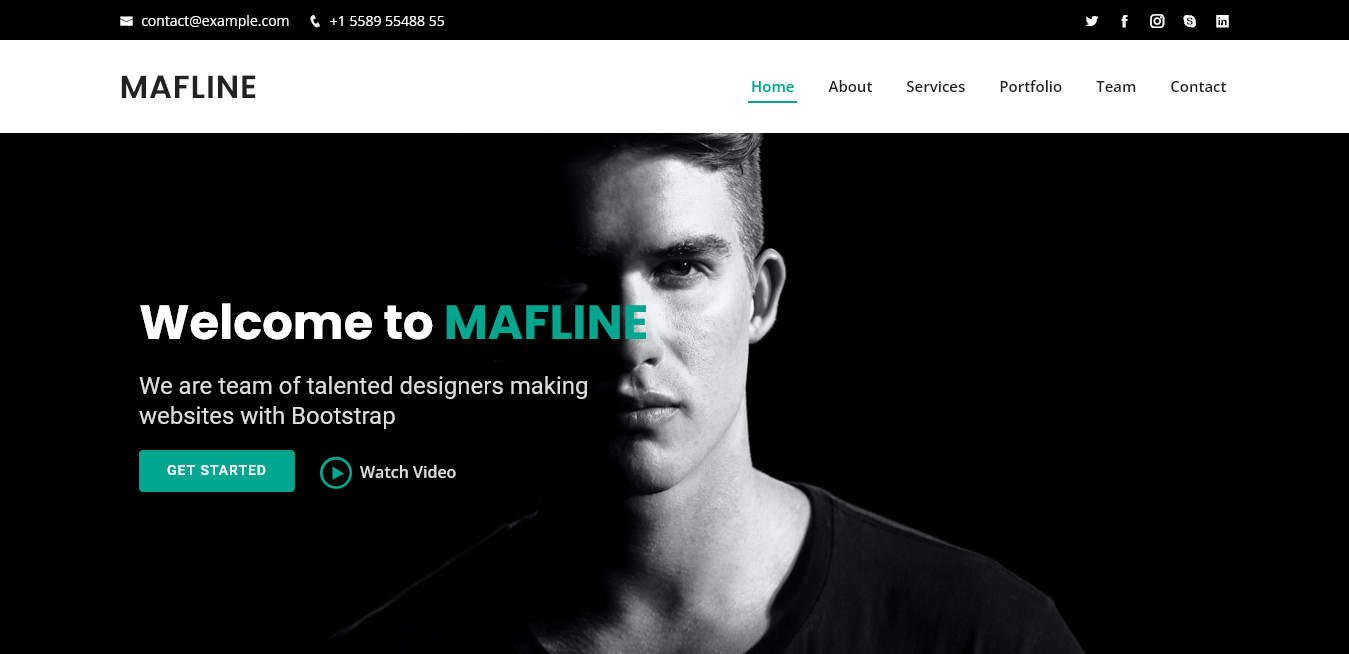 contact@example.com +1 5589 55488 55
MAFLINE
Home About Services Portfolio Team Contact
Welcome to MAFLINE
We are team of talented designers making
websites with Bootstrap
GET STARTED
Watch Video